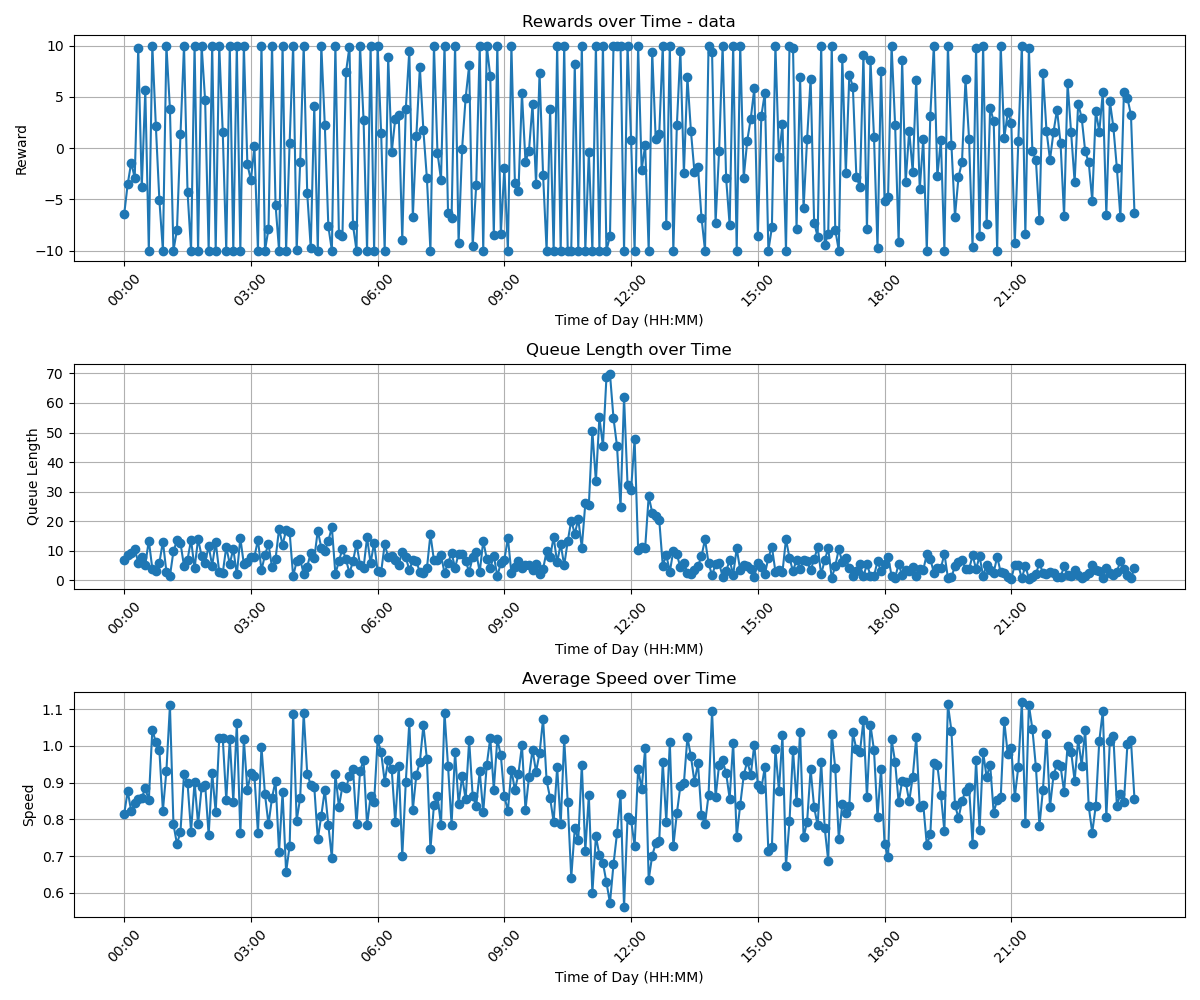 Rewards over Time - data
Reward
10
5
0
−5
−10
00:00 03:00 06:00 09:00 12:00 15:00 18:00 21:00
Time of Day (HH:MM)
Queue Length over Time
Queue Length
70
60
50
40
30
20
10
0
00:00 03:00 06:00 09:00 12:00 15:00 18:00 21:00
Time of Day (HH:MM)
Average Speed over Time
Speed
1.1
1.0
0.9
0.8
0.7
0.6
00:00 03:00 06:00 09:00 12:00 15:00 18:00 21:00
Time of Day (HH:MM)